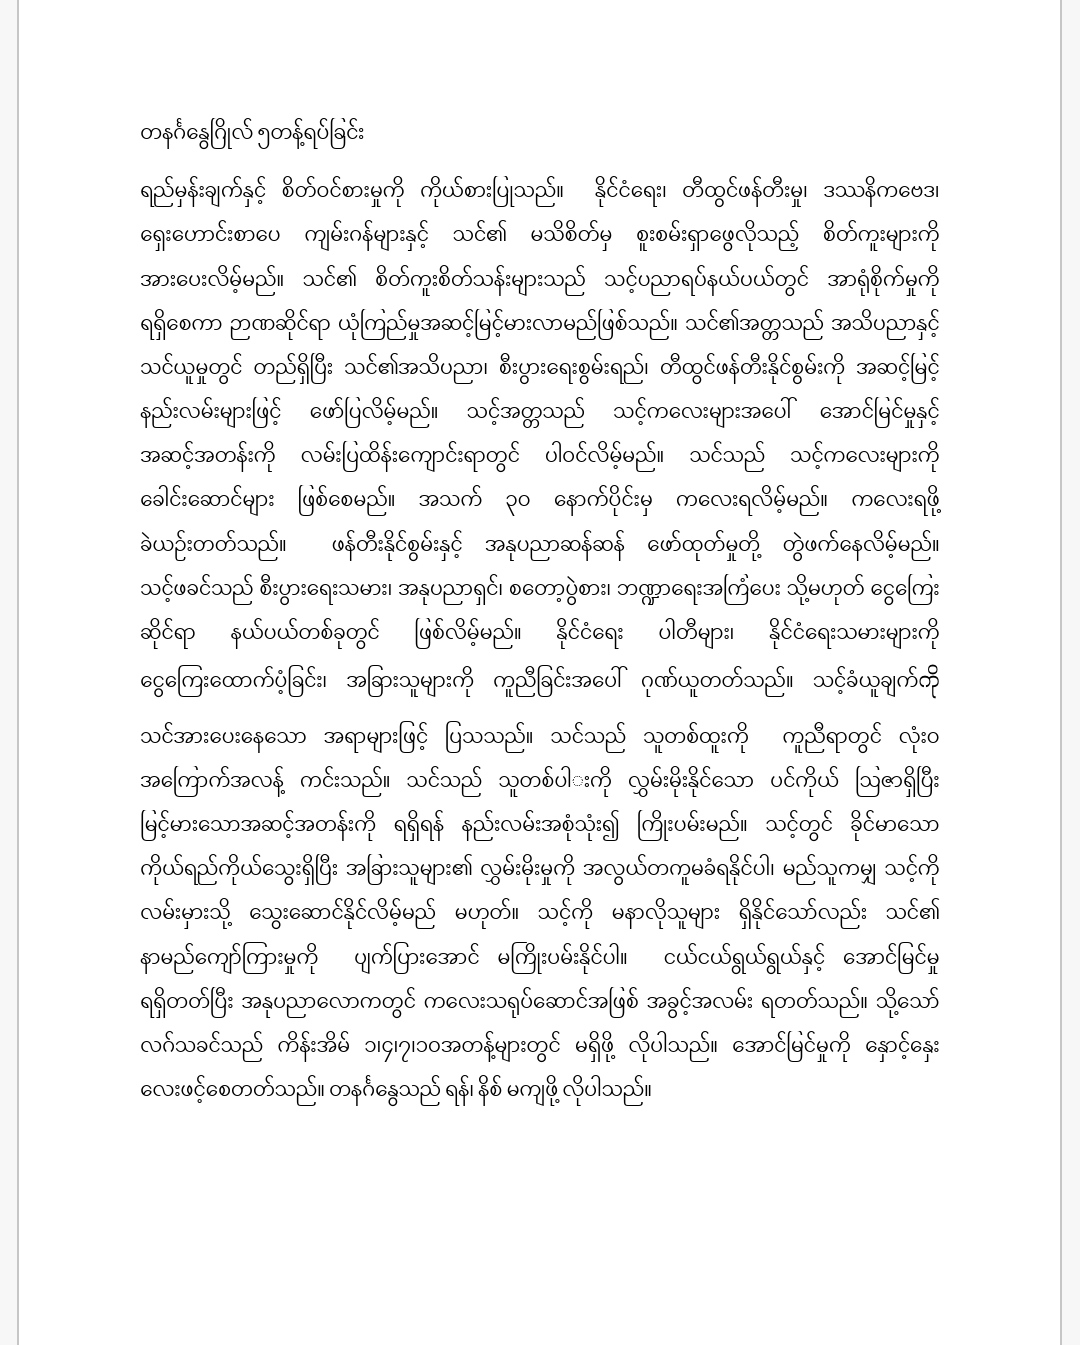 တနင်္ဂနွေဂြိုလ် ၅တန့်ရပ်ခြင်း
ရည်မှန်းချက်နှင့် စိတ်ဝင်စားမှုကို ကိုယ်စားပြုသည်။ နိုင်ငံရေး၊ တီထွင်ဖန်တီးမှု၊ ဒဿနိကဗေဒ၊
ရှေးဟောင်းစာပေ ကျမ်းဂန်များနှင့် သင်၏ မသိစိတ်မှ စူးစမ်းရှာဖွေလိုသည့် စိတ်ကူးများကို
အားပေးလိမ့်မည်။ သင်၏ စိတ်ကူးစိတ်သန်းများသည် သင့်ပညာရပ်နယ်ပယ်တွင် အာရုံစိုက်မှုကို
ရရှိစေကာ ဉာဏဆိုင်ရာ ယုံကြည်မှုအဆင့်မြင့်မားလာမည်ဖြစ်သည်။ သင်၏အတ္တသည် အသိပညာနှင့်
သင်ယူမှုတွင် တည်ရှိပြီး သင်၏အသိပညာ၊ စီးပွားရေးစွမ်းရည်၊ တီထွင်ဖန်တီးနိုင်စွမ်းကို အဆင့်မြင့်
နည်းလမ်းများဖြင့် ဖော်ပြလိမ့်မည်။ သင့်အတ္တသည် သင့်ကလေးများအပေါ် အောင်မြင်မှုနှင့်
အဆင့်အတန်းကို လမ်းပြထိန်းကျောင်းရာတွင် ပါဝင်လိမ့်မည်။ သင်သည် သင့်ကလေးများကို
ခေါင်းဆောင်များ ဖြစ်စေမည်။ အသက် ၃၀ နောက်ပိုင်းမှ ကလေးရလိမ့်မည်။ ကလေးရဖို့
ခဲယဉ်းတတ်သည်။ ဖန်တီးနိုင်စွမ်းနှင့် အနုပညာဆန်ဆန် ဖော်ထုတ်မှုတို့ တွဲဖက်နေလိမ့်မည်။
သင့်ဖခင်သည် စီးပွားရေးသမား၊ အနုပညာရှင်၊ စတော့ပွဲစား၊ ဘဏ္ဍာရေးအကြံပေး သို့မဟုတ် ငွေကြေး
ဆိုင်ရာ နယ်ပယ်တစ်ခုတွင် ဖြစ်လိမ့်မည်။ နိုင်ငံရေး ပါတီများ၊ နိုင်ငံရေးသမားများကို
ငွေကြေးထောက်ပံ့ခြင်း၊ အခြားသူများကို ကူညီခြင်းအပေါ် ဂုဏ်ယူတတ်သည်။ သင့်ခံယူချက်ကို
သင်အားပေးနေသော အရာများဖြင့် ပြသသည်။ သင်သည် သူတစ်ထူးကို ကူညီရာတွင် လုံးဝ
အကြောက်အလန့် ကင်းသည်။ သင်သည် သူတစ်ပါးကို လွှမ်းမိုးနိုင်သော ပင်ကိုယ် ဩဇာရှိပြီး
မြင့်မားသောအဆင့်အတန်းကို ရရှိရန် နည်းလမ်းအစုံသုံး၍ ကြိုးပမ်းမည်။ သင့်တွင် ခိုင်မာသော
ကိုယ်ရည်ကိုယ်သွေးရှိပြီး အခြားသူများ၏ လွှမ်းမိုးမှုကို အလွယ်တကူမခံရနိုင်ပါ၊ မည်သူကမျှ သင့်ကို
လမ်းမှားသို့ သွေးဆောင်နိုင်လိမ့်မည် မဟုတ်။ သင့်ကို မနာလိုသူများ ရှိနိုင်သော်လည်း သင်၏
နာမည်ကျော်ကြားမှုကို ပျက်ပြားအောင် မကြိုးပမ်းနိုင်ပါ။ ငယ်ငယ်ရွယ်ရွယ်နှင့် အောင်မြင်မှု
ရရှိတတ်ပြီး အနုပညာလောကတွင် ကလေးသရုပ်ဆောင်အဖြစ် အခွင့်အလမ်း ရတတ်သည်။ သို့သော်
လဂ်သခင်သည် ကိန်းအိမ် ၁၊၄၊၇၊၁၀အတန့်များတွင် မရှိဖို့ လိုပါသည်။ အောင်မြင်မှုကို နှောင့်နှေး
လေးဖင့်စေတတ်သည်။ တနင်္ဂနွေသည် ရန်၊ နိစ် မကျဖို့ လိုပါသည်။